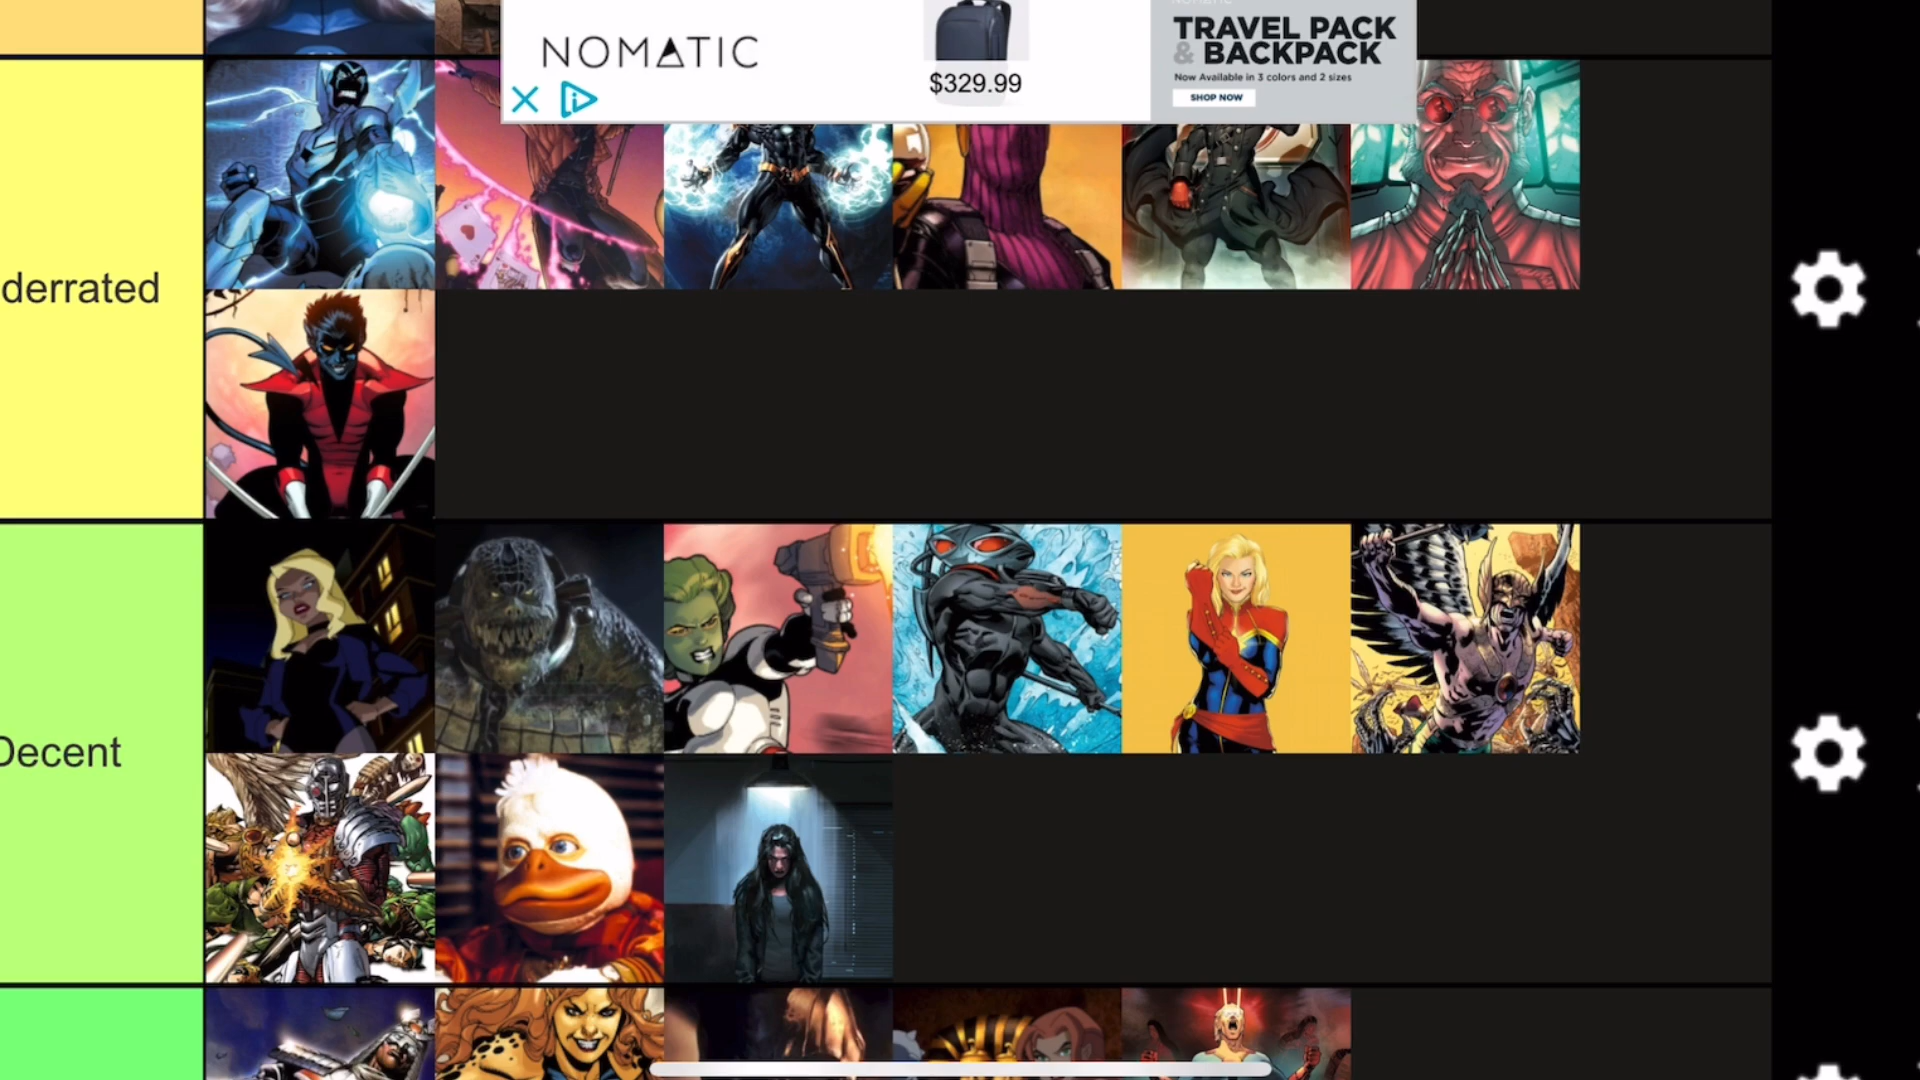 NOMATIC
$329.99
TRAVEL PACK
& BACKPACK
Now Available in 3 colors and 2 sizes
SHOP NOW
derrated
Decent